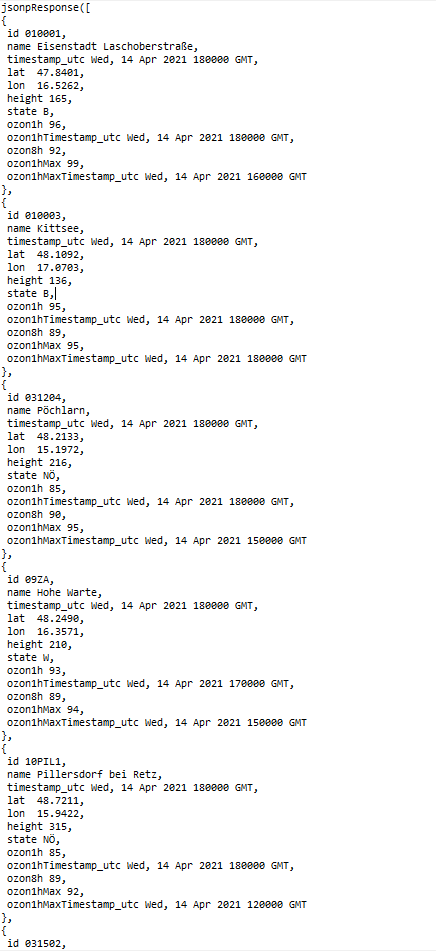 jsonpResponse([
{
id 010001,
name Eisenstadt Laschoberstraße,
timestamp_utc Wed, 14 Apr 2021 180000 GMT,
lat  47.8401,
lon  16.5262,
height 165,
state B,
ozon1h 96,
ozon1hTimestamp_utc Wed, 14 Apr 2021 180000 GMT,
ozon8h 92,
ozon1hMax 99,
ozon1hMaxTimestamp_utc Wed, 14 Apr 2021 160000 GMT
},
{
id 010003,
name Kittsee,
timestamp_utc Wed, 14 Apr 2021 180000 GMT,
lat  48.1092,
lon  17.0703,
height 136,
state B,
ozon1h 95,
ozon1hTimestamp_utc Wed, 14 Apr 2021 180000 GMT,
ozon8h 89,
ozon1hMax 95,
ozon1hMaxTimestamp_utc Wed, 14 Apr 2021 180000 GMT
},
{
id 031204,
name Pöchlarn,
timestamp_utc Wed, 14 Apr 2021 180000 GMT,
lat  48.2133,
lon  15.1972,
height 216,
state NÖ,
ozon1h 85,
ozon1hTimestamp_utc Wed, 14 Apr 2021 180000 GMT,
ozon8h 90,
ozon1hMax 95,
ozon1hMaxTimestamp_utc Wed, 14 Apr 2021 150000 GMT
},
{
id 09ZA,
name Hohe Warte,
timestamp_utc Wed, 14 Apr 2021 180000 GMT,
lat  48.2490,
lon  16.3571,
height 210,
state W,
ozon1h 93,
ozon1hTimestamp_utc Wed, 14 Apr 2021 170000 GMT,
ozon8h 89,
ozon1hMax 94,
ozon1hMaxTimestamp_utc Wed, 14 Apr 2021 150000 GMT
},
{
id 10PIL1,
name Pillersdorf bei Retz,
timestamp_utc Wed, 14 Apr 2021 180000 GMT,
lat  48.7211,
lon  15.9422,
height 315,
state NÖ,
ozon1h 85,
ozon1hTimestamp_utc Wed, 14 Apr 2021 180000 GMT,
ozon8h 89,
ozon1hMax 92,
ozon1hMaxTimestamp_utc Wed, 14 Apr 2021 120000 GMT
},
{
id 031502,